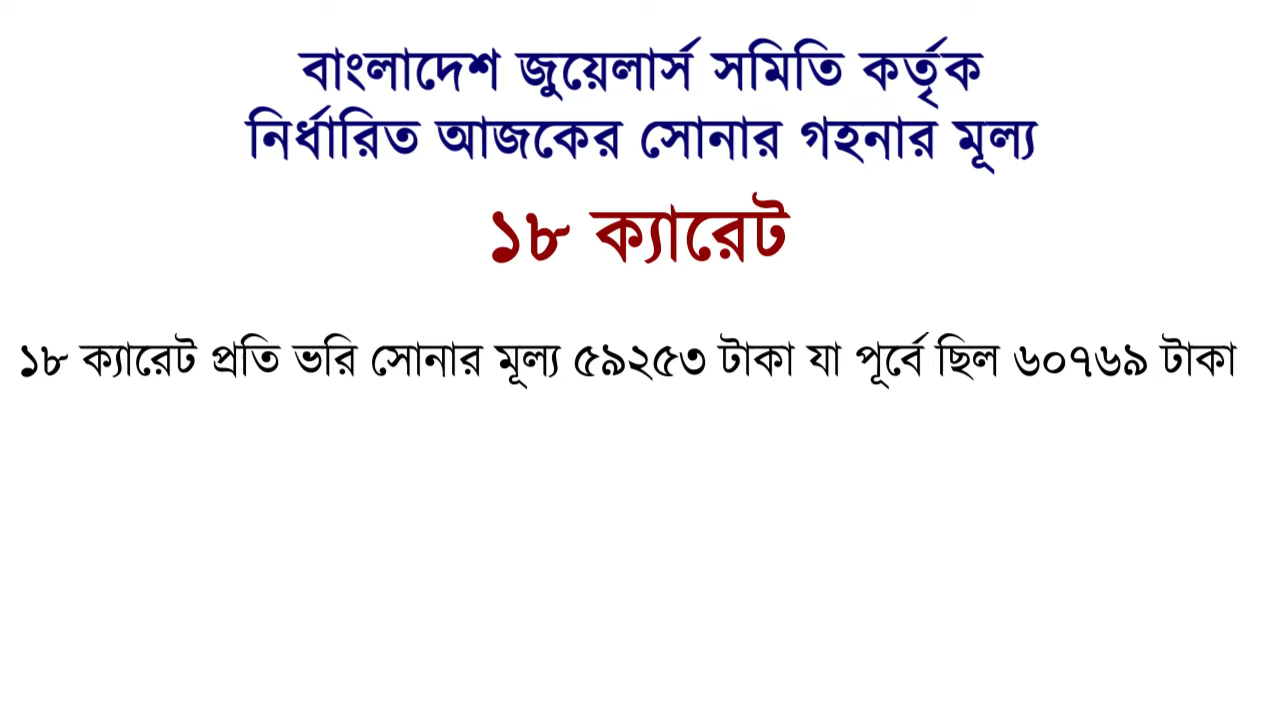 বাংলাদেশ জুয়েলার্স সমিতি কর্তৃক
নির্ধারিত আজকের সোনার গহনার মূল্য
১৮ ক্যারেট
১৮ ক্যারেট প্রতি ভরি সোনার মূল্য ৫৯২৫৩ টাকা যা পূর্বে ছিল ৬০৭৬৯ টাকা